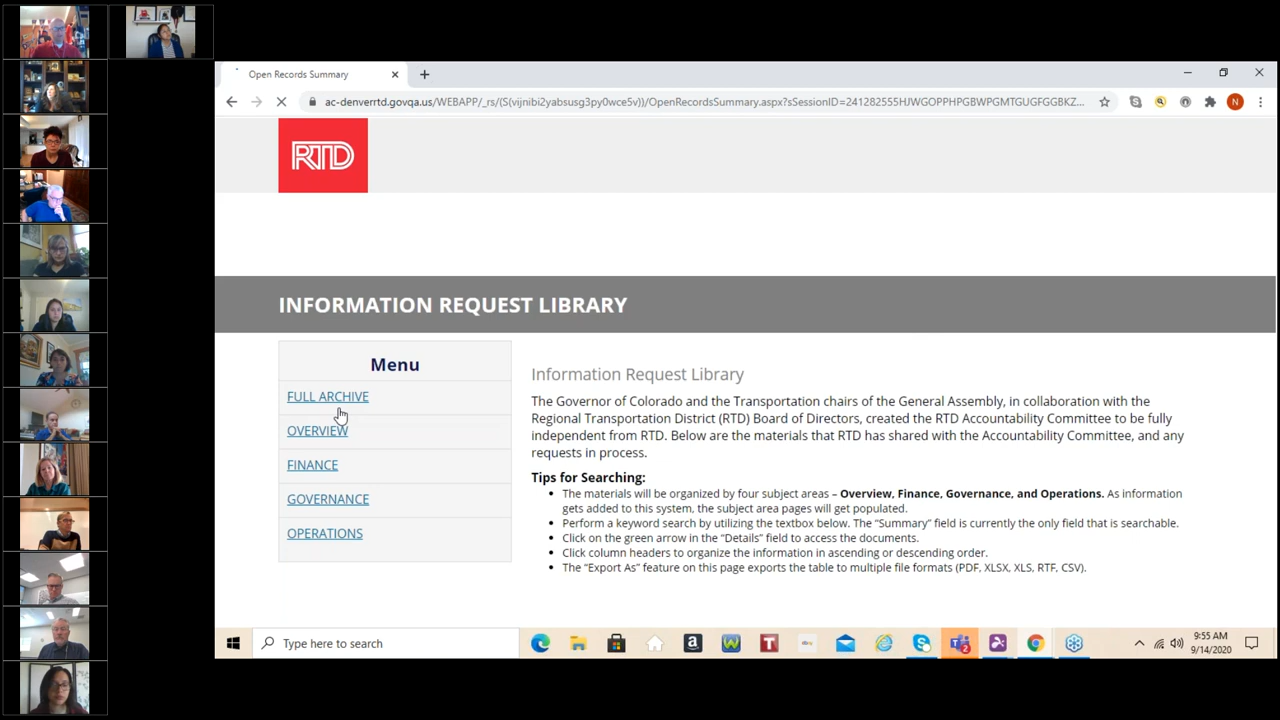 Open Records Summary
ac-denverrtd.govqa.us/WEBAPP/_rs/(S(vijnibi2yabsusg3py0wce5v))/OpenRecordsSummary.aspx?sSessionID=241282555HJWGOPPHPGBWPGMTGUGFGGBKZ...
N
RTD
INFORMATION REQUEST LIBRARY
Menu
FULL ARCHIVE
OVERVIEW
FINANCE
GOVERNANCE
OPERATIONS
Information Request Library
The Governor of Colorado and the Transportation chairs of the General Assembly, in collaboration with the
Regional Transportation District (RTD) Board of Directors, created the RTD Accountability Committee to be fully
independent from RTD. Below are the materials that RTD has shared with the Accountability Committee, and any
requests in process.
Tips for Searching:
The materials will be organized by four subject areas – Overview, Finance, Governance, and Operations. As information
gets added to this system, the subject area pages will get populated.
Perform a keyword search by utilizing the textbox below. The “Summary” field is currently the only field that is searchable.
Click on the green arrow in the “Details” field to access the documents.
Click column headers to organize the information in ascending or descending order.
The “Export As” feature on this page exports the table to multiple file formats (PDF, XLSX, XLS, RTF, CSV).
Type here to search
9:55 AM
9/14/2020